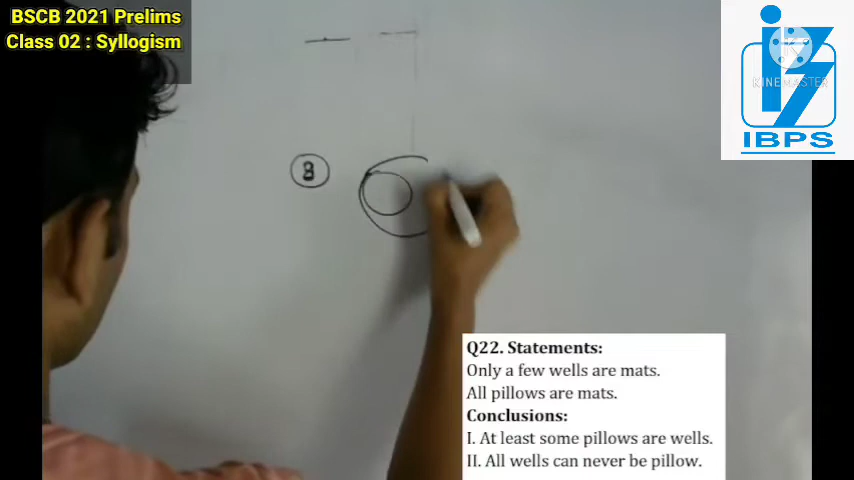 BSCB 2021 Prelims
Class 02 : Syllogism
KINEMASTER
IBPS
Q22. Statements:
Only a few wells are mats.
All pillows are mats.
Conclusions:
I. At least some pillows are wells.
II. All wells can never be pillow.